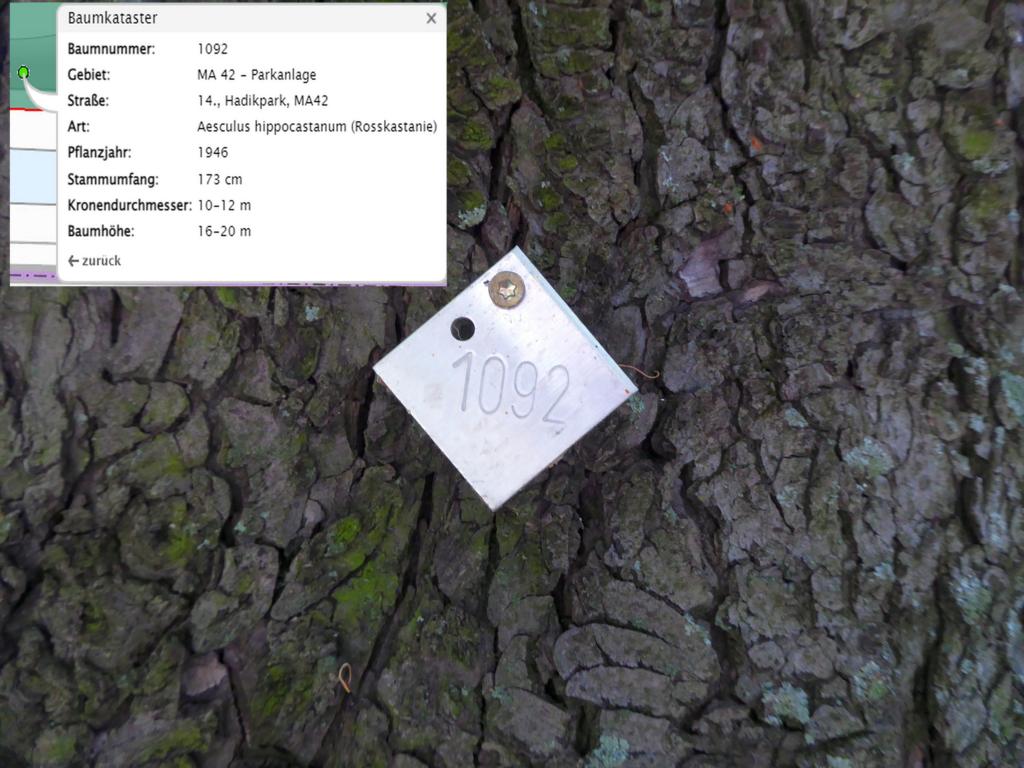 Baumkataster
Baumnummer: 1092
Gebiet: MA 42 - Parkanlage
Straße: 14., Hadikpark, MA42
Art: Aesculus hippocastanum (Rosskastanie)
Pflanzjahr: 1946
Stammumfang: 173 cm
Kronendurchmesser: 10-12 m
Baumhöhe: 16-20 m
←zurück
1092